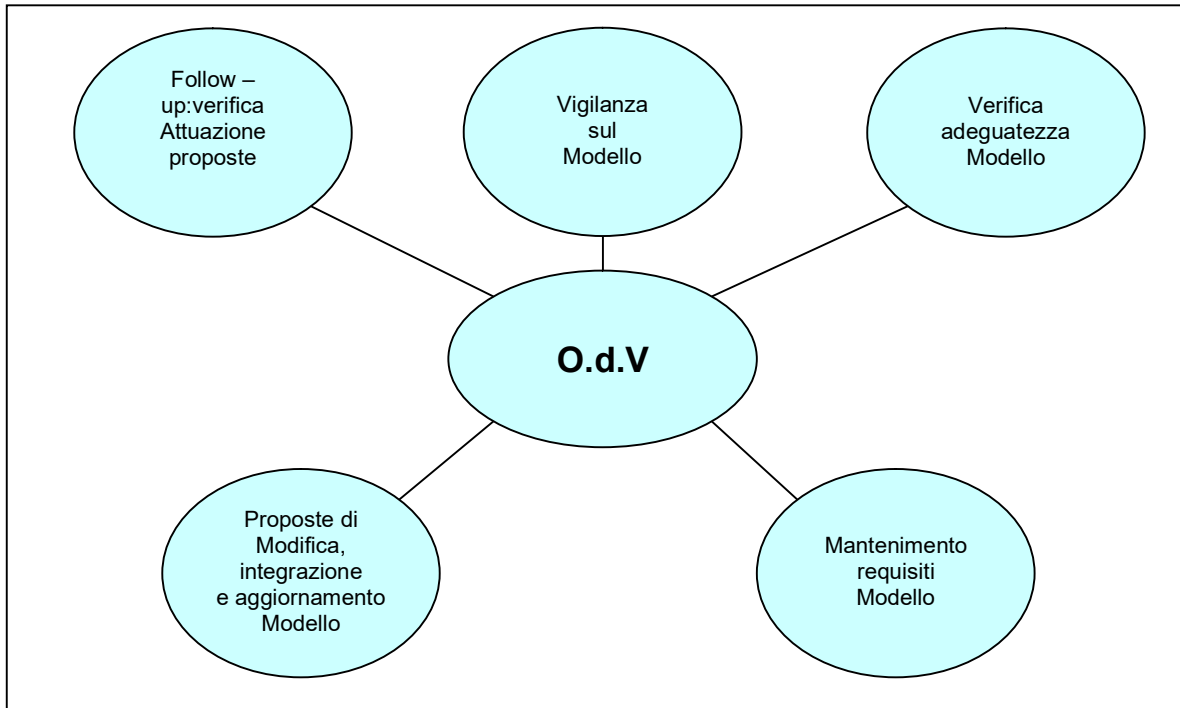 Follow –
up:verifica
Attuazione
proposte
Vigilanza
sul
Modello
Verifica
adeguatezza
Modello
O.d.V
Proposte di
Modifica,
integrazione
e aggiornamento
Modello
Mantenimento
requisiti
Modello